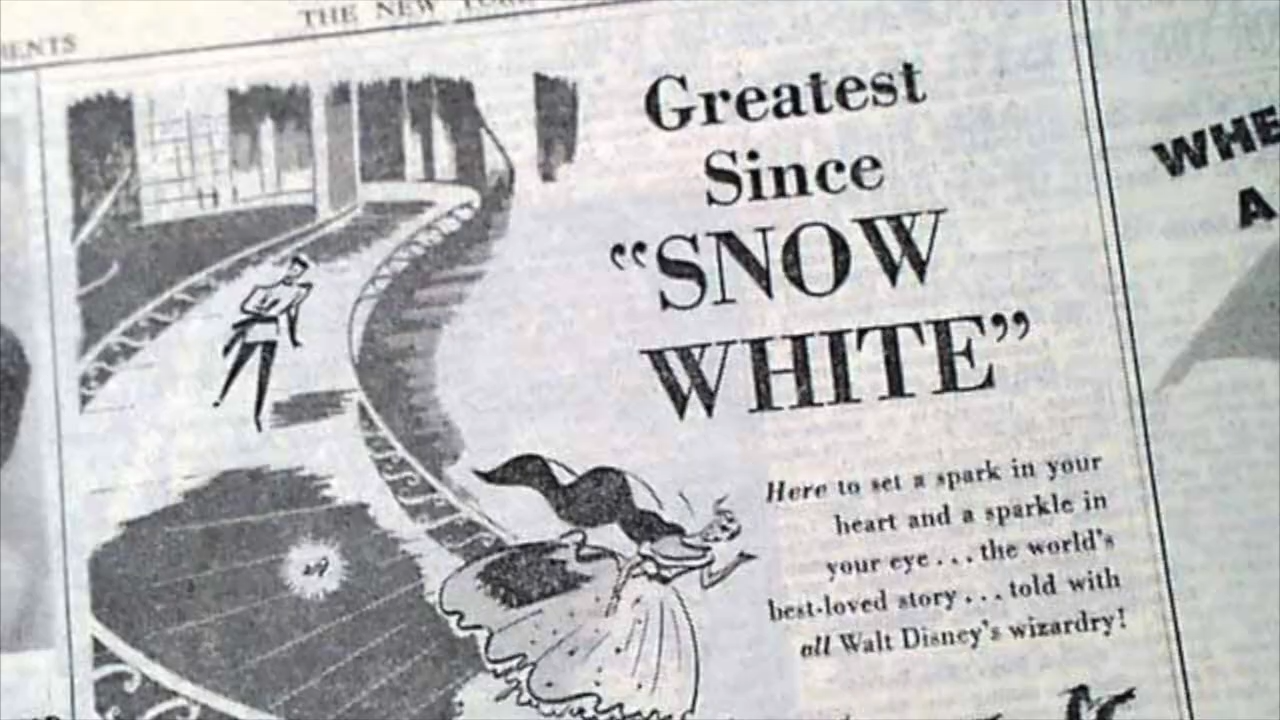 THE NEW
Greatest
Since
“SNOW
WHITE”
Here to set a spark in your
heart and a sparkle in
your eye...the world's
best-loved story...told with
all Walt Disney's wizardry!
WHE
A